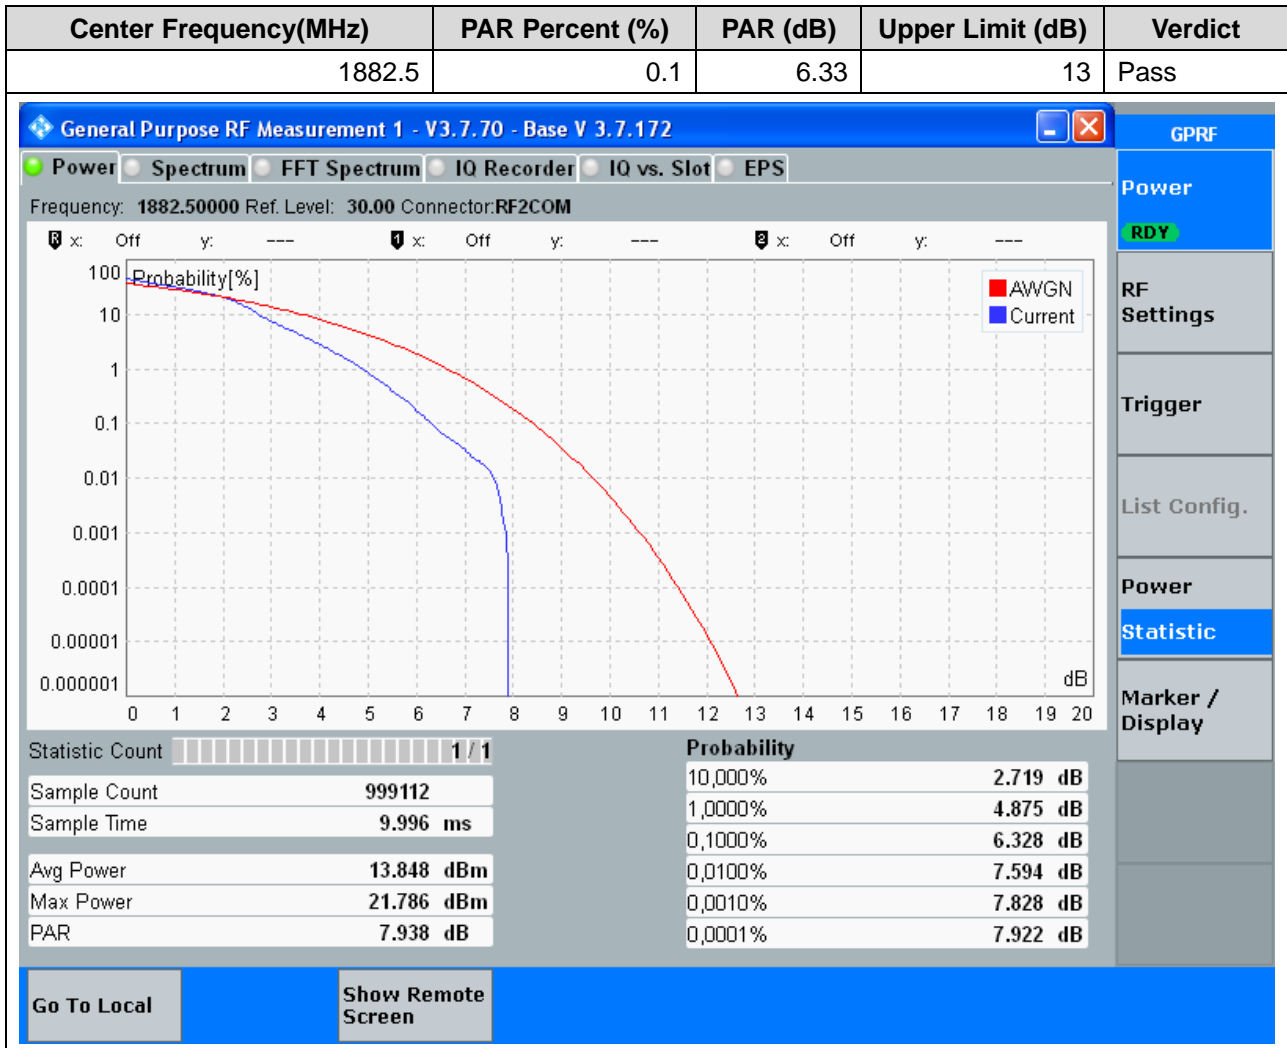 Center Frequency(MHz) PAR Percent (%) PAR (dB) Upper Limit (dB) Verdict
1882.5 0.1 6.33 13 Pass
General Purpose RF Measurement 1 - V3.7.70 - Base V 3.7.172
GPRF
Power Spectrum FFT Spectrum IQ Recorder IQ vs. Slot EPS
Frequency: 1882.50000 Ref. Level: 30.00 Connector:RF2COM
R x: Off y: --- 1 x: Off y: --- 2 x: Off y: ---
Probability[%]
AWGN
Current
100
10
1
0.1
0.01
0.001
0.0001
0.00001
0.000001
dB
0 1 2 3 4 5 6 7 8 9 10 11 12 13 14 15 16 17 18 19 20
Statistic Count 1 / 1
Sample Count 999112
Sample Time 9.996 ms
Avg Power 13.848 dBm
Max Power 21.786 dBm
PAR 7.938 dB
Probability
10,000% 2.719 dB
1,0000% 4.875 dB
0,1000% 6.328 dB
0,0100% 7.594 dB
0,0010% 7.828 dB
0,0001% 7.922 dB
Power
RDY
RF
Settings
Trigger
List Config.
Power
Statistic
Marker /
Display
Go To Local
Show Remote
Screen